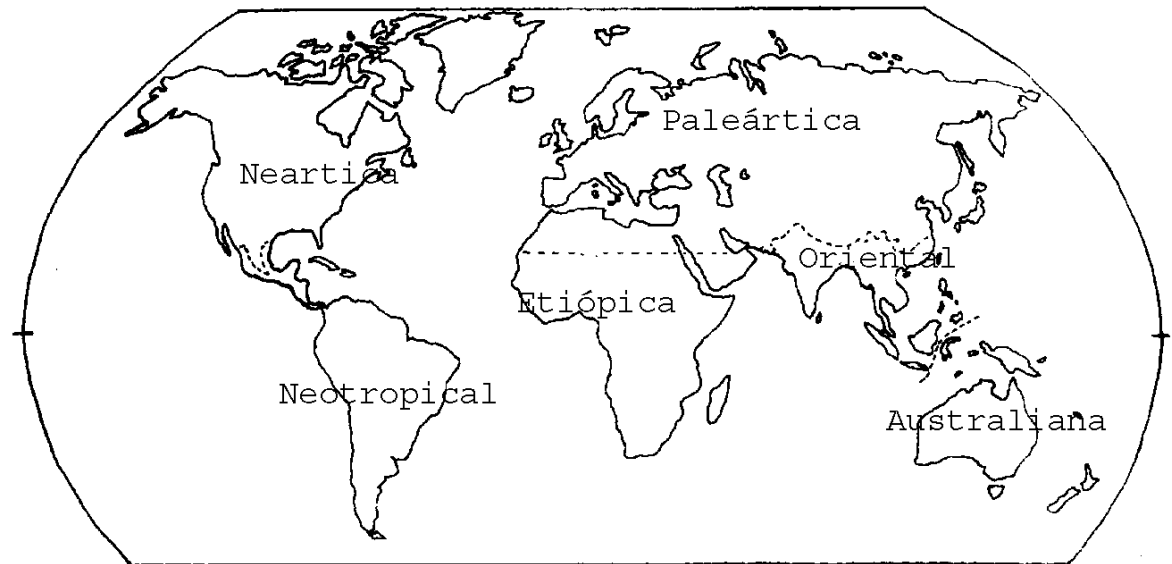 Paleártica
Neartica
Oriental
Etiópica
Neotropical
Australiana